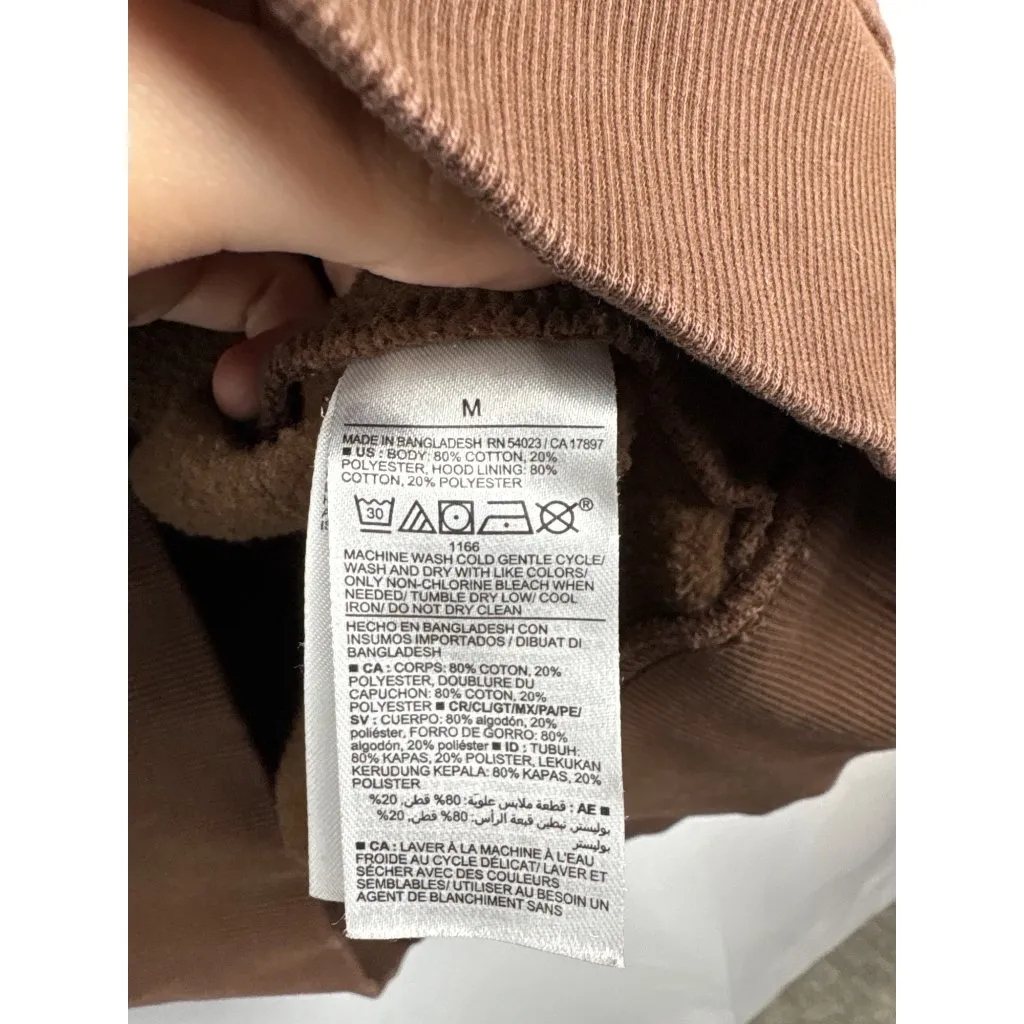 M
MADE IN BANGLADESH RN 54023 / CA 17897
■ US : BODY: 80% COTTON, 20%
POLYESTER, HOOD LINING: 80%
COTTON, 20% POLYESTER
30
®
1166
MACHINE WASH COLD GENTLE CYCLE/
WASH AND DRY WITH LIKE COLORS/
ONLY NON-CHLORINE BLEACH WHEN
NEEDED/ TUMBLE DRY LOW/ COOL
IRON/ DO NOT DRY CLEAN
HECHO EN BANGLADESH CON
INSUMOS IMPORTADOS / DIBUAT DI
BANGLADESH
■ CA : CORPS: 80% COTON, 20%
POLYESTER, DOUBLURE DU
CAPUCHON: 80% COTON, 20%
POLYESTER ■ CR/CL/GT/MX/PA/PE/
SV : CUERPO: 80% algodón, 20%
poliéster, FORRO DE GORRO: 80%
algodón, 20% poliéster ■ ID : TUBUH:
80% KAPAS, 20% POLISTER, LEKUKAN
KERUDUNG KEPALA: 80% KAPAS, 20%
POLISTER
■ AE : قطعة ملابس علوية: 80% قطن, 20%
بوليستر, تبطين قبعة الرأس: 80% قطن, 20%
بوليستر
■ CA : LAVER À LA MACHINE À L'EAU
FROIDE AU CYCLE DÉLICAT/ LAVER ET
SÉCHER AVEC DES COULEURS
SEMBLABLES/ UTILISER AU BESOIN UN
AGENT DE BLANCHIMENT SANS